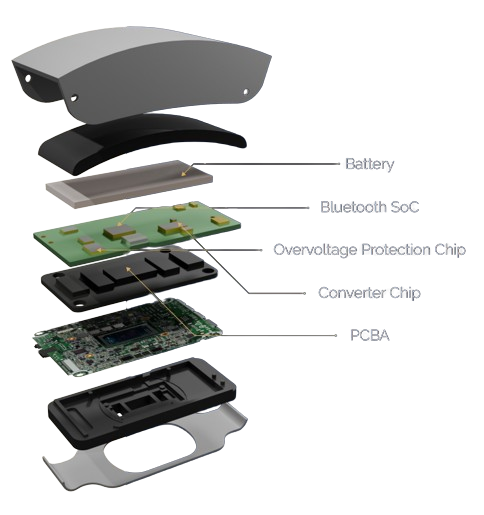 Battery
Bluetooth SoC
Overvoltage Protection Chip
Converter Chip
PCBA